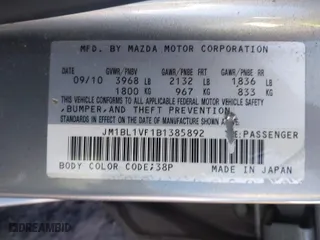 MFD. BY MAZDA MOTOR CORPORATION
GVWR/PNBV GAWR/PNBE FRT GAWR/PNBE RR
09/10 3968 LB 2132 LB 1836 LB
1800 KG 967 KG 833 KG
THIS VEHICLE CONFORMS TO ALL APPLICABLE FEDERAL MOTOR VEHICLE SAFETY
,BUMPER,AND THEFT PREVENTION
STANDARDS IN EFFECT ON THE DATE OF MANUFACTURE SHOWN ABOVE.
JM1BL1VF1B1385892 E:PASSENGER
BODY COLOR CODE:38P MADE IN JAPAN
DREAMBID